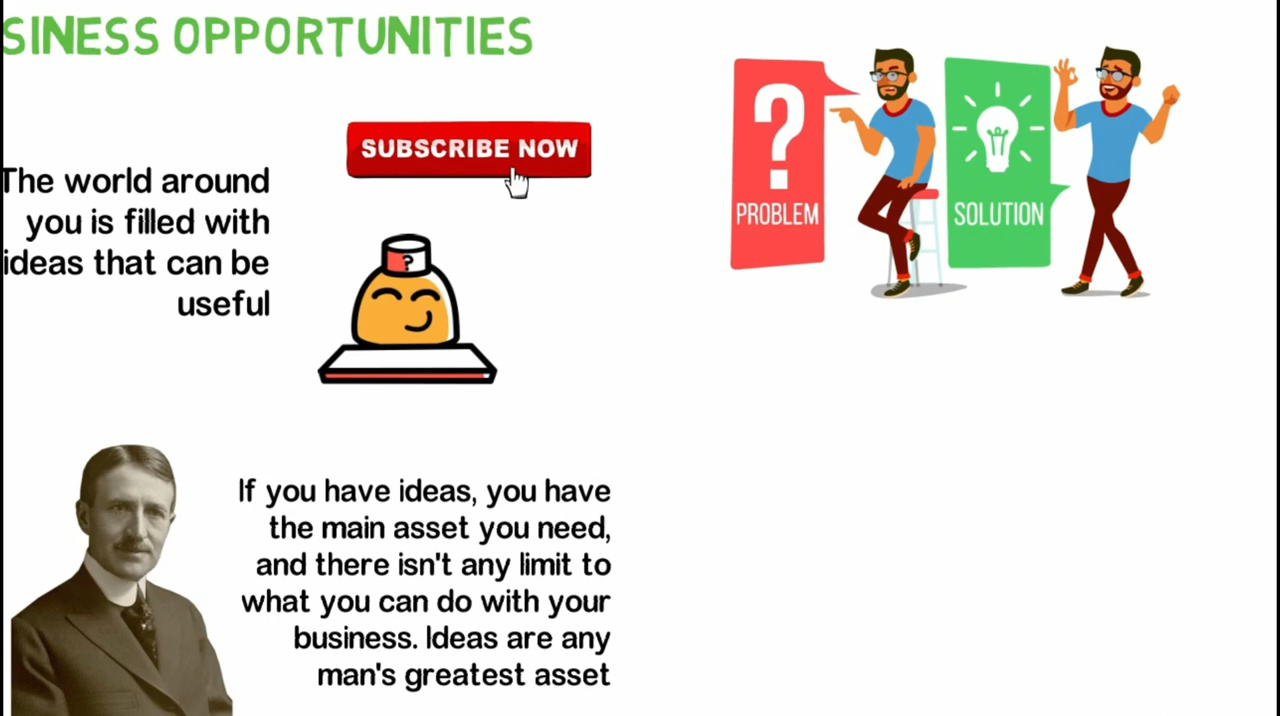 SINESS OPPORTUNITIES
SUBSCRIBE NOW
The world around
you is filled with
ideas that can be
useful
?
?
PROBLEM
SOLUTION
If you have ideas, you have
the main asset you need,
and there isn't any limit to
what you can do with your
business. Ideas are any
man's greatest asset